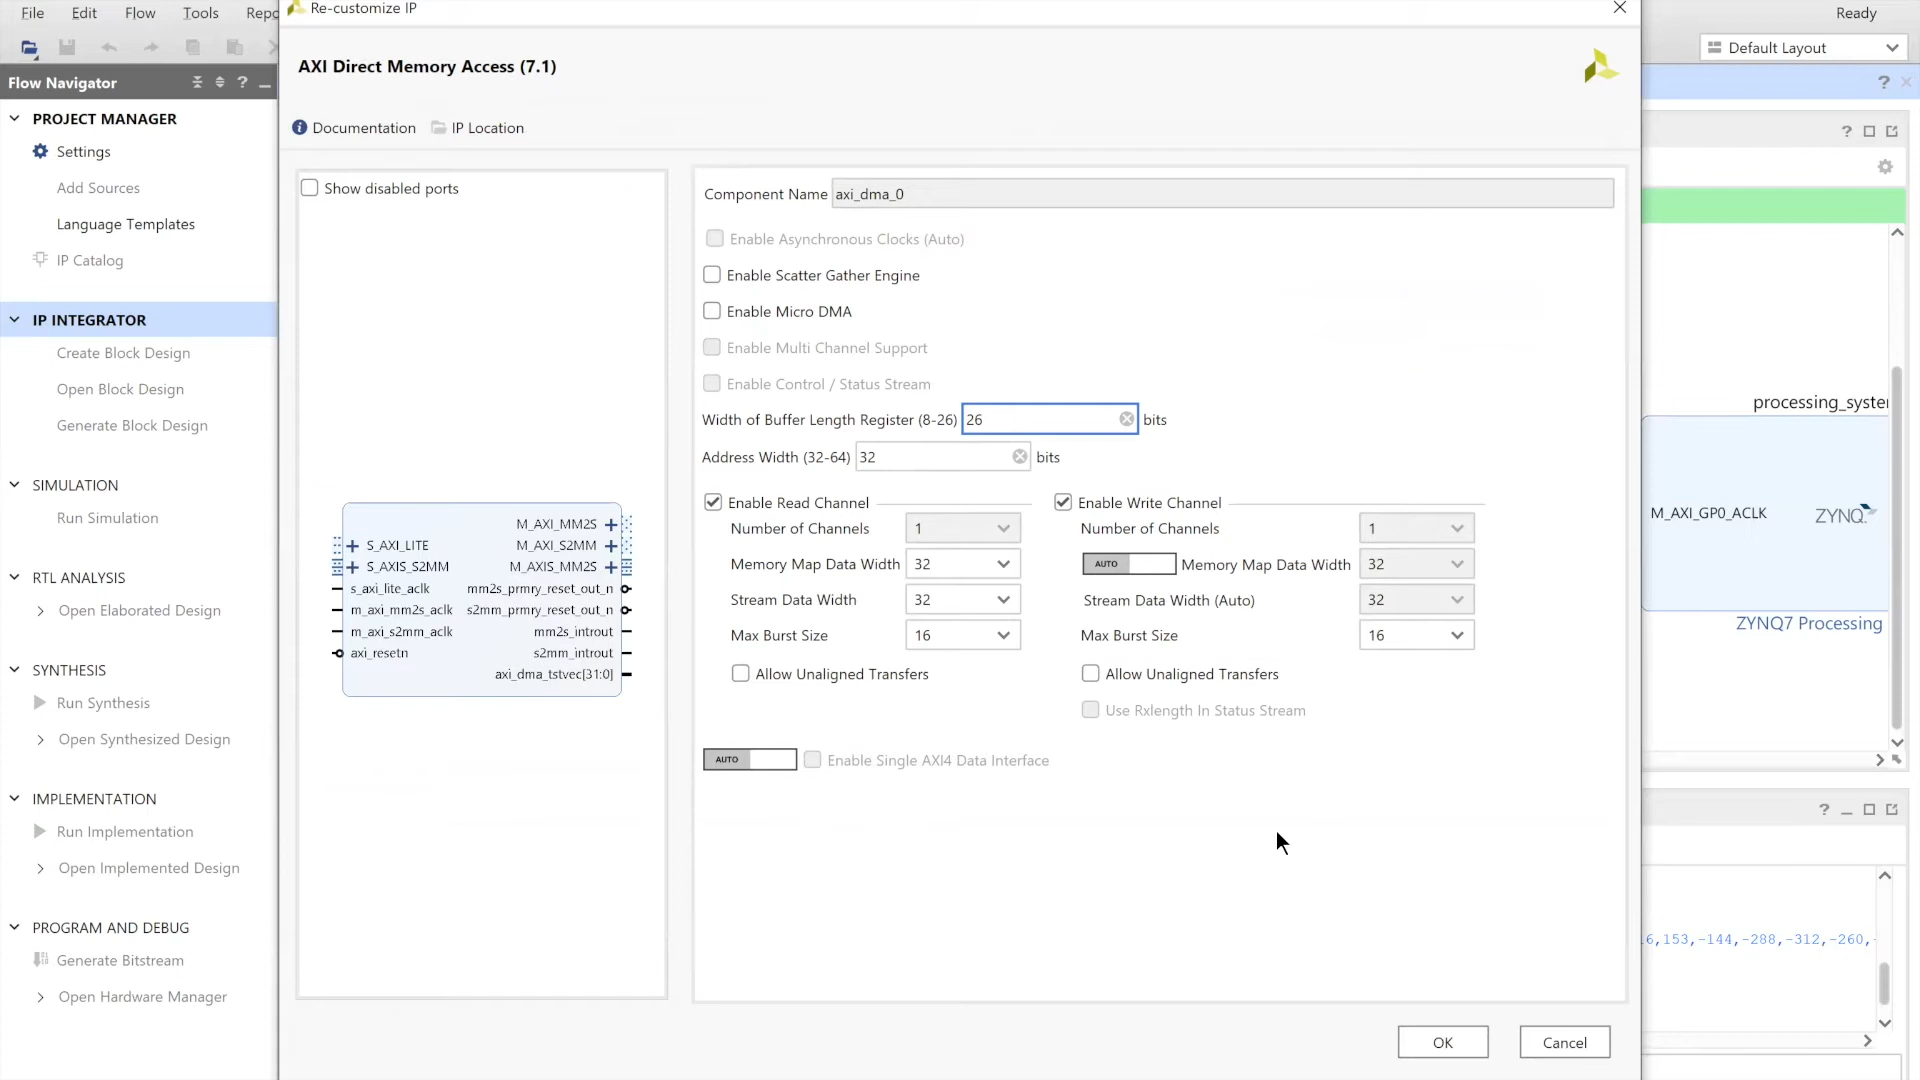 File Edit Flow Tools Repo
Re-customize IP
Ready
Default Layout
Flow Navigator
PROJECT MANAGER
Settings
Add Sources
Language Templates
IP Catalog
IP INTEGRATOR
Create Block Design
Open Block Design
Generate Block Design
SIMULATION
Run Simulation
RTL ANALYSIS
Open Elaborated Design
SYNTHESIS
Run Synthesis
Open Synthesized Design
IMPLEMENTATION
Run Implementation
Open Implemented Design
PROGRAM AND DEBUG
Generate Bitstream
Open Hardware Manager
AXI Direct Memory Access (7.1)
Documentation IP Location
Show disabled ports
M_AXI_MM2S
S_AXI_LITE M_AXI_S2MM
S_AXIS_S2MM M_AXIS_MM2S
s_axi_lite_aclk mm2s_prmry_reset_out_n
m_axi_mm2s_aclk s2mm_prmry_reset_out_n
m_axi_s2mm_aclk mm2s_introut
axi_resetn s2mm_introut
axi_dma_tstvec[31:0]
Component Name axi_dma_0
Enable Asynchronous Clocks (Auto)
Enable Scatter Gather Engine
Enable Micro DMA
Enable Multi Channel Support
Enable Control / Status Stream
Width of Buffer Length Register (8-26) 26 bits
Address Width (32-64) 32 bits
Enable Read Channel
Number of Channels 1
Memory Map Data Width 32
Stream Data Width 32
Max Burst Size 16
Allow Unaligned Transfers
Enable Write Channel
Number of Channels 1
AUTO Memory Map Data Width 32
Stream Data Width (Auto) 32
Max Burst Size 16
Allow Unaligned Transfers
Use Rxlength In Status Stream
AUTO Enable Single AXI4 Data Interface
OK Cancel
processing_syste
M_AXI_GP0_ACLK ZYNQ
ZYNQ7 Processing
6,153,-144,-288,-312,-260,-